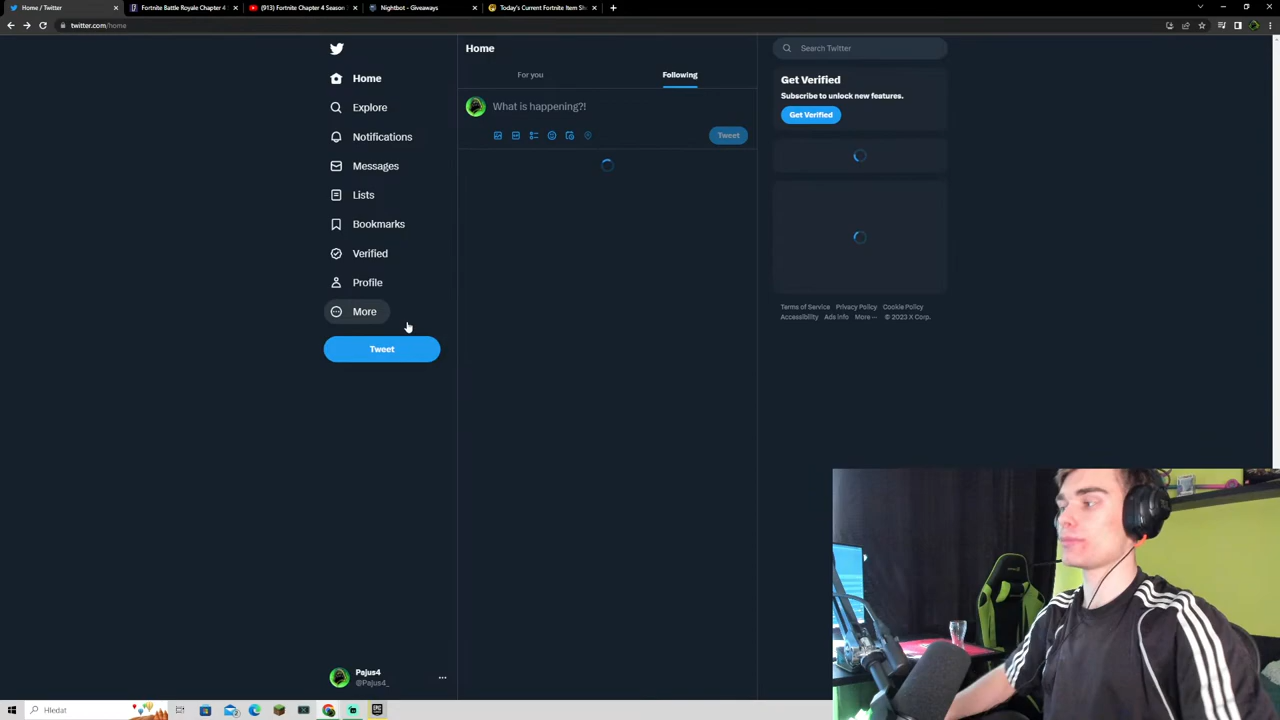 Home / Twitter
Fortnite Battle Royale Chapter 4
(913) Fortnite Chapter 4 Season
Nightbot - Giveaways
Today's Current Fortnite Item Sh
twitter.com/home
Home
Explore
Notifications
Messages
Lists
Bookmarks
Verified
Profile
More
Tweet
Pajus4
@Pajus4_
Home
For you
Following
What is happening?!
Tweet
Search Twitter
Get Verified
Subscribe to unlock new features.
Get Verified
Terms of Service Privacy Policy Cookie Policy
Accessibility Ads info More ··· © 2023 X Corp.
Hledat